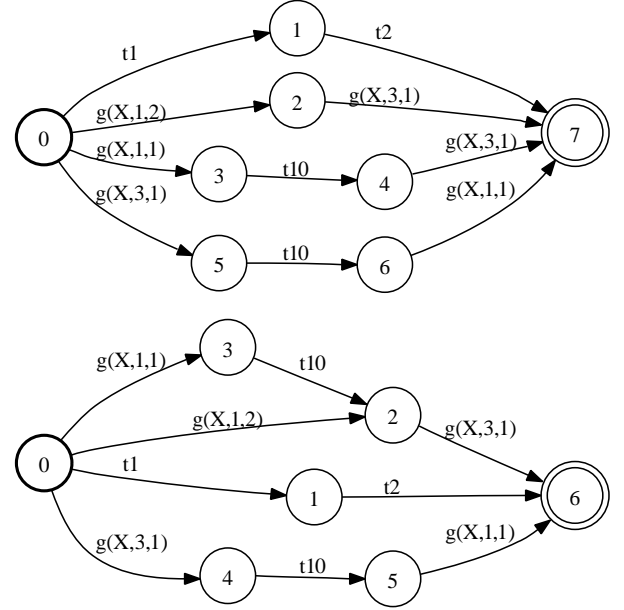 1
t1
t2
g(X,1,2)
2
g(X,3,1)
0
7
g(X,1,1)
3
t10
4
g(X,3,1)
g(X,3,1)
g(X,1,1)
5
t10
6
3
g(X,1,1)
t10
g(X,1,2)
2
g(X,3,1)
0
t1
1
t2
6
g(X,3,1)
g(X,1,1)
4
t10
5